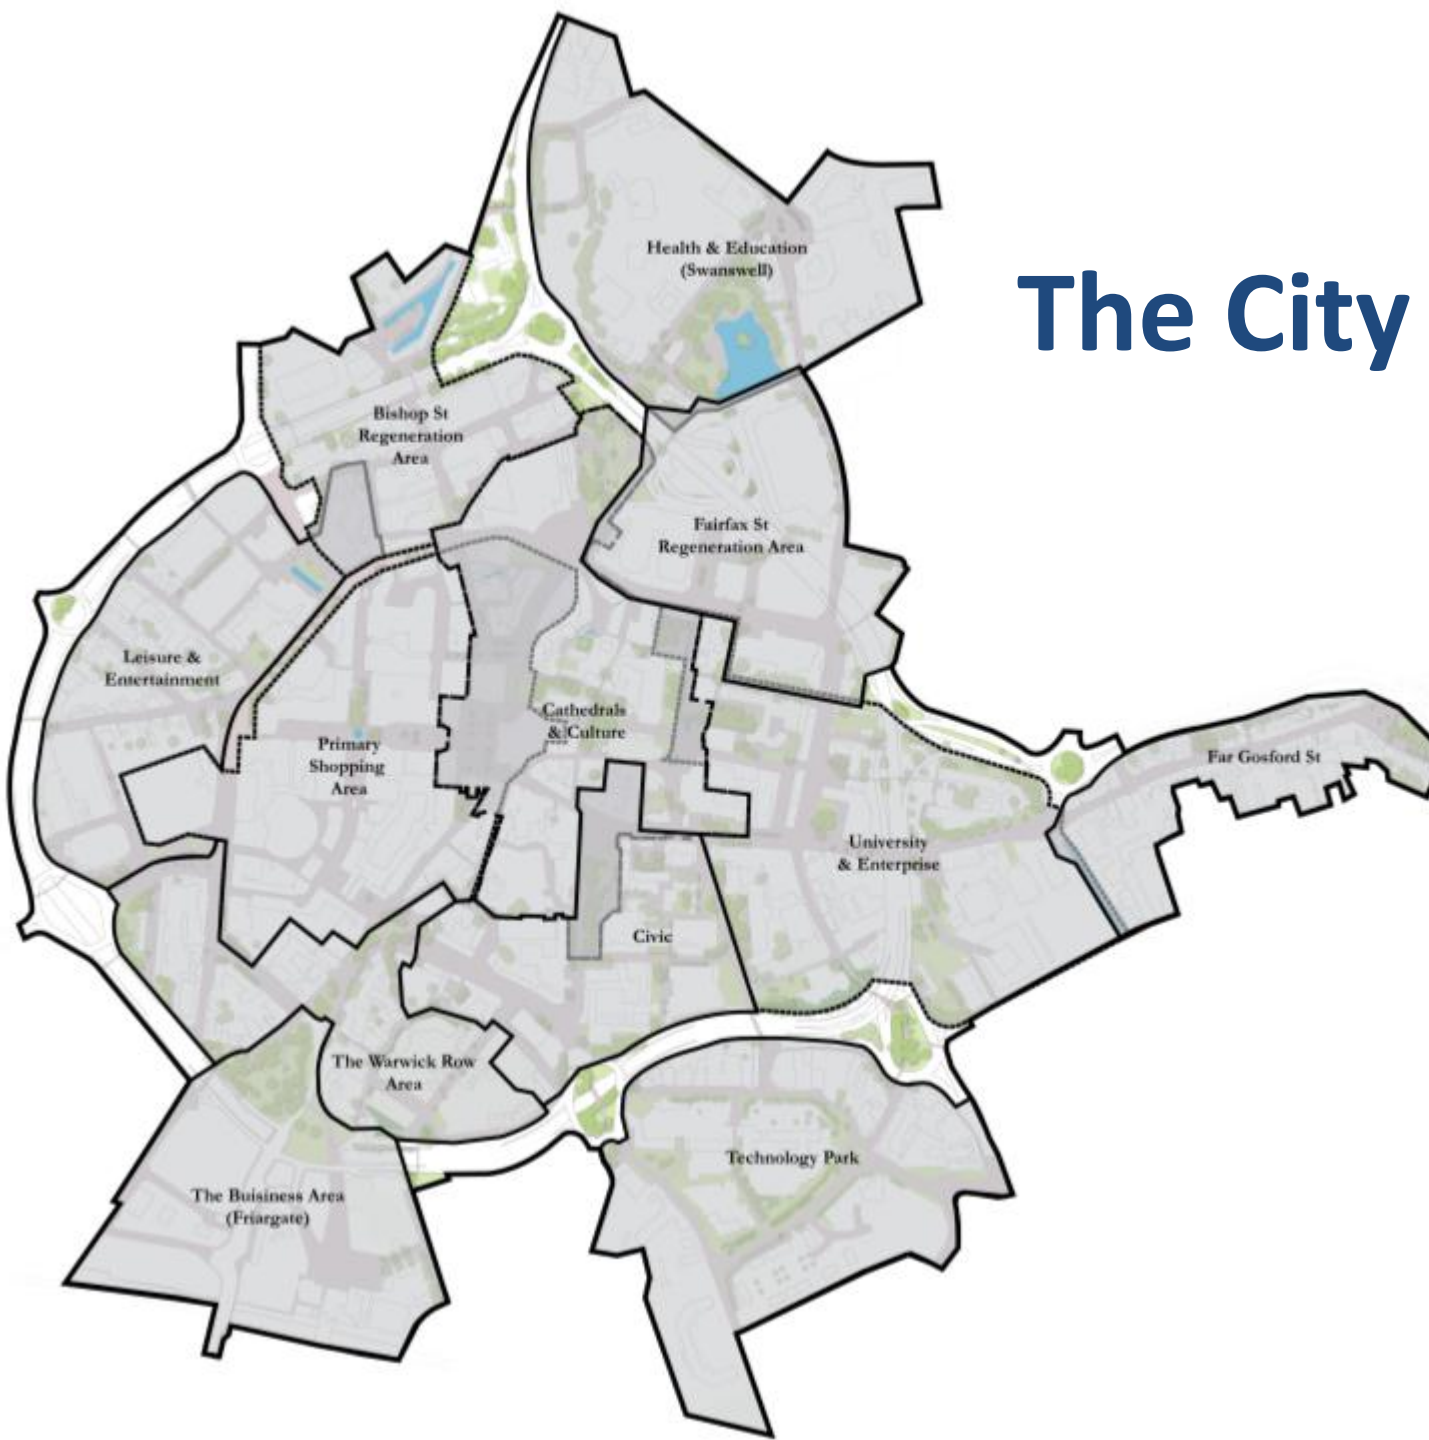 The City
Health & Education
(Swanswell)
Bishop St
Regeneration
Area
Fairfax St
Regeneration Area
Leisure &
Entertainment
Cathedrals
& Culture
Primary
Shopping
Area
Far Gosford St
University
& Enterprise
Civic
The Warwick Row
Area
Technology Park
The Buisiness Area
(Friargate)